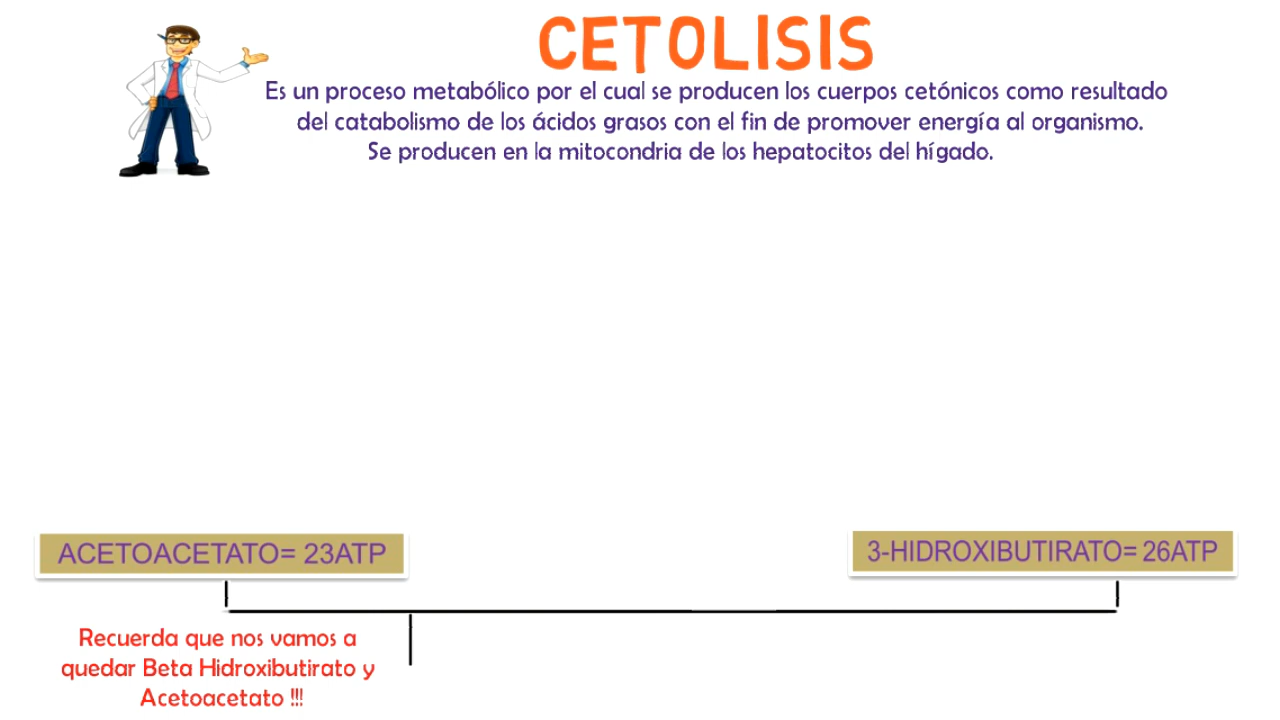 CETOLISIS
Es un proceso metabólico por el cual se producen los cuerpos cetónicos como resultado
del catabolismo de los ácidos grasos con el fin de promover energía al organismo.
Se producen en la mitocondria de los hepatocitos del hígado.
ACETOACETATO= 23ATP
3-HIDROXIBUTIRATO= 26ATP
Recuerda que nos vamos a
quedar Beta Hidroxibutirato y
Acetoacetato !!!